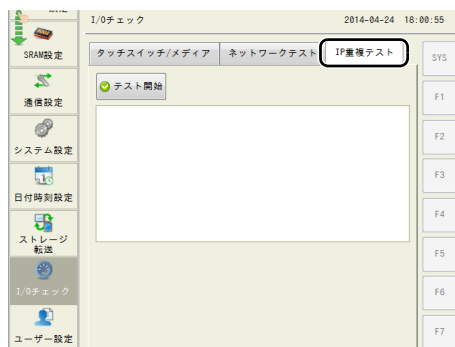 I/Oチェック
2014-04-24 18:00:55
SRAM設定
通信設定
システム設定
日付時刻設定
ストレージ
転送
I/Oチェック
ユーザー設定
タッチスイッチ/メディア
ネットワークテスト
IP重複テスト
テスト開始
SYS
F1
F2
F3
F4
F5
F6
F7